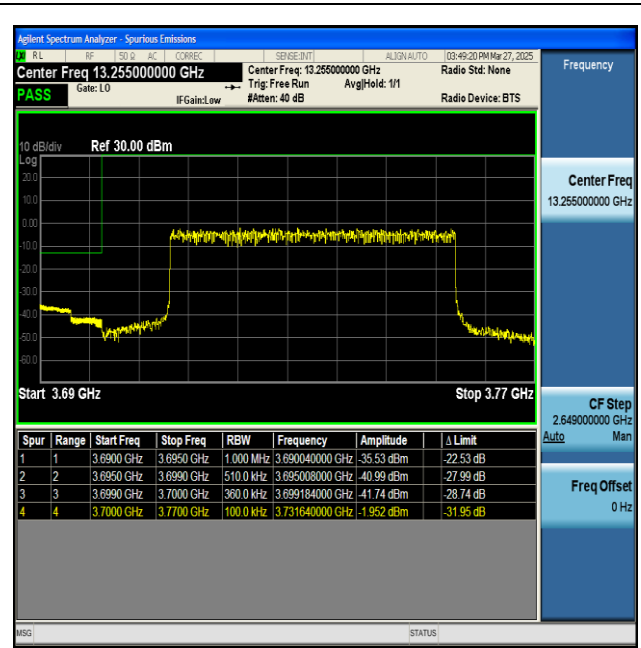 Agilent Spectrum Analyzer - Spurious Emissions
LXI RL RF 50 Ω AC CORREC SENSE:INT ALIGN AUTO 03:49:20 PM Mar 27, 2025
Center Freq 13.255000000 GHz Center Freq: 13.255000000 GHz Radio Std: None
PASS Gate: LO Trig: Free Run Avg|Hold: 1/1
IFGain:Low #Atten: 40 dB Radio Device: BTS
Frequency
10 dB/div Ref 30.00 dBm
Log
20.0
10.0
0.00
-10.0
-20.0
-30.0
-40.0
-50.0
-60.0
Start 3.69 GHz Stop 3.77 GHz
Spur Range Start Freq Stop Freq RBW Frequency Amplitude Δ Limit
1 1 3.6900 GHz 3.6950 GHz 1.000 MHz 3.690040000 GHz -35.53 dBm -22.53 dB
2 2 3.6950 GHz 3.6990 GHz 510.0 kHz 3.695008000 GHz -40.99 dBm -27.99 dB
3 3 3.6990 GHz 3.7000 GHz 360.0 kHz 3.699184000 GHz -41.74 dBm -28.74 dB
4 4 3.7000 GHz 3.7700 GHz 100.0 kHz 3.731640000 GHz -1.952 dBm -31.95 dB
Center Freq
13.255000000 GHz
CF Step
2.649000000 GHz
Auto Man
Freq Offset
0 Hz
MSG STATUS